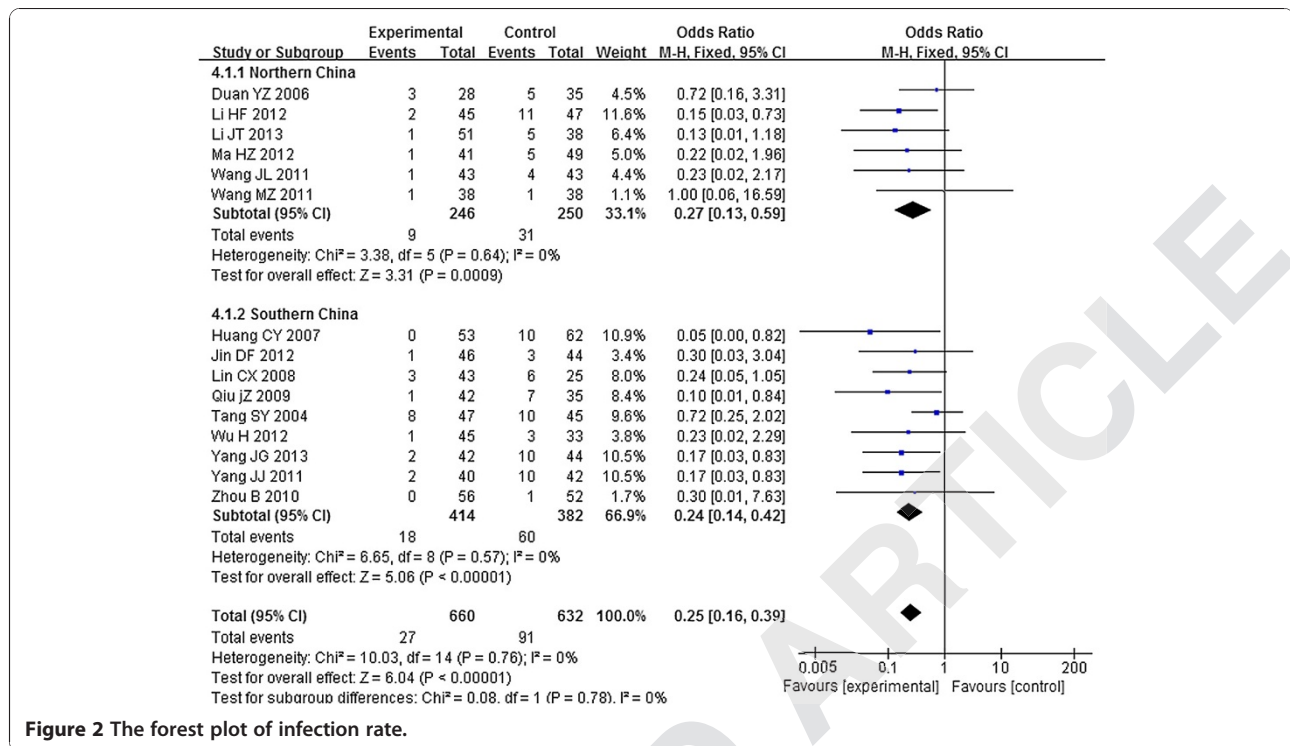 Experimental Control Odds Ratio Odds Ratio
Study or Subgroup Events Total Events Total Weight M-H, Fixed, 95% CI M-H, Fixed, 95% CI
4.1.1 Northern China
Duan YZ 2006 3 28 5 35 4.5% 0.72 [0.16, 3.31]
Li HF 2012 2 45 11 47 11.6% 0.15 [0.03, 0.73]
Li JT 2013 1 51 5 38 6.4% 0.13 [0.01, 1.18]
Ma HZ 2012 1 41 5 49 5.0% 0.22 [0.02, 1.96]
Wang JL 2011 1 43 4 43 4.4% 0.23 [0.02, 2.17]
Wang MZ 2011 1 38 1 38 1.1% 1.00 [0.06, 16.59]
Subtotal (95% CI) 246 250 33.1% 0.27 [0.13, 0.59]
Total events 9 31
Heterogeneity: Chi² = 3.38, df = 5 (P = 0.64); I² = 0%
Test for overall effect: Z = 3.31 (P = 0.0009)
4.1.2 Southern China
Huang CY 2007 0 53 10 62 10.9% 0.05 [0.00, 0.82]
Jin DF 2012 1 46 3 44 3.4% 0.30 [0.03, 3.04]
Lin CX 2008 3 43 6 25 8.0% 0.24 [0.05, 1.05]
Qiu jZ 2009 1 42 7 35 8.4% 0.10 [0.01, 0.84]
Tang SY 2004 8 47 10 45 9.6% 0.72 [0.25, 2.02]
Wu H 2012 1 45 3 33 3.8% 0.23 [0.02, 2.29]
Yang JG 2013 2 42 10 44 10.5% 0.17 [0.03, 0.83]
Yang JJ 2011 2 40 10 42 10.5% 0.17 [0.03, 0.83]
Zhou B 2010 0 56 1 52 1.7% 0.30 [0.01, 7.63]
Subtotal (95% CI) 414 382 66.9% 0.24 [0.14, 0.42]
Total events 18 60
Heterogeneity: Chi² = 6.65, df = 8 (P = 0.57); I² = 0%
Test for overall effect: Z = 5.06 (P < 0.00001)
Total (95% CI) 660 632 100.0% 0.25 [0.16, 0.39]
Total events 27 91
Heterogeneity: Chi² = 10.03, df = 14 (P = 0.76); I² = 0%
Test for overall effect: Z = 6.04 (P < 0.00001)
Test for subgroup differences: Chi² = 0.08, df = 1 (P = 0.78), I² = 0%
0.005 0.1 1 10 200
Favours [experimental] Favours [control]
Figure 2 The forest plot of infection rate.
ARTICLE